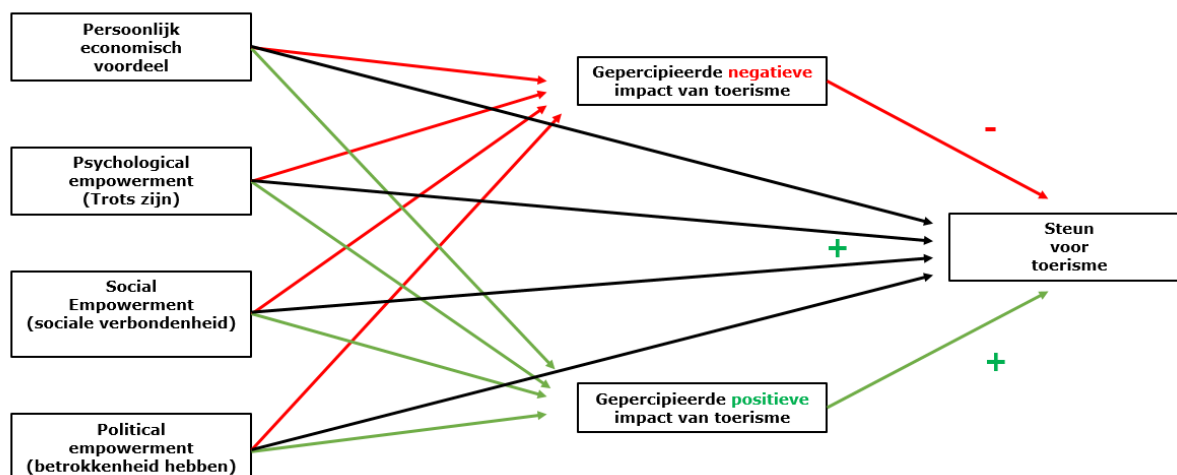 Persoonlijk
economisch
voordeel
Psychological
empowerment
(Trots zijn)
Social
Empowerment
(sociale verbondenheid)
Political
empowerment
(betrokkenheid hebben)
Gepercipieerde negatieve
impact van toerisme
Gepercipieerde positieve
impact van toerisme
-
+
+
Steun
voor
toerisme